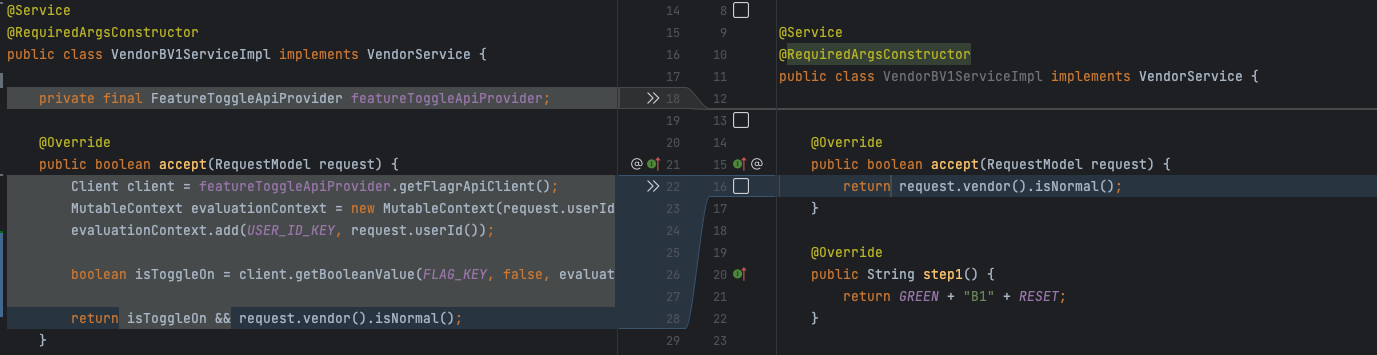 @Service
@RequiredArgsConstructor
public class VendorBV1ServiceImpl implements VendorService {
private final FeatureToggleApiProvider featureToggleApiProvider;
@Override
public boolean accept(RequestModel request) {
Client client = featureToggleApiProvider.getFlagrApiClient();
MutableContext evaluationContext = new MutableContext(request.userId
evaluationContext.add(USER_ID_KEY, request.userId());
boolean isToggleOn = client.getBooleanValue(FLAG_KEY, false, evaluat
return isToggleOn && request.vendor().isNormal();
}
14 8
15 9
16 10
17 11
18 12
19 13
20 14
@ 21 15 @
22 16
23 17
24 18
25 19
26 20
27 21
28 22
29 23
@Service
@RequiredArgsConstructor
public class VendorBV1ServiceImpl implements VendorService {
@Override
public boolean accept(RequestModel request) {
return request.vendor().isNormal();
}
@Override
public String step1() {
return GREEN + "B1" + RESET;
}